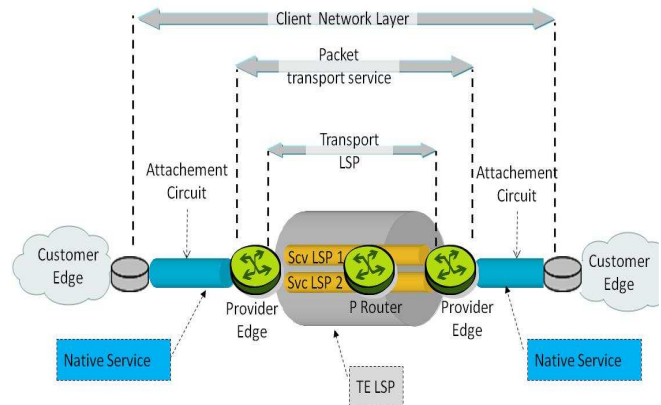 Client Network Layer
Packet
transport service
Transport
LSP
Attachement
Circuit
Attachement
Circuit
Customer
Edge
Scv LSP 1
Svc LSP 2
P Router
Customer
Edge
Provider
Edge
Provider
Edge
Native Service
TE LSP
Native Service